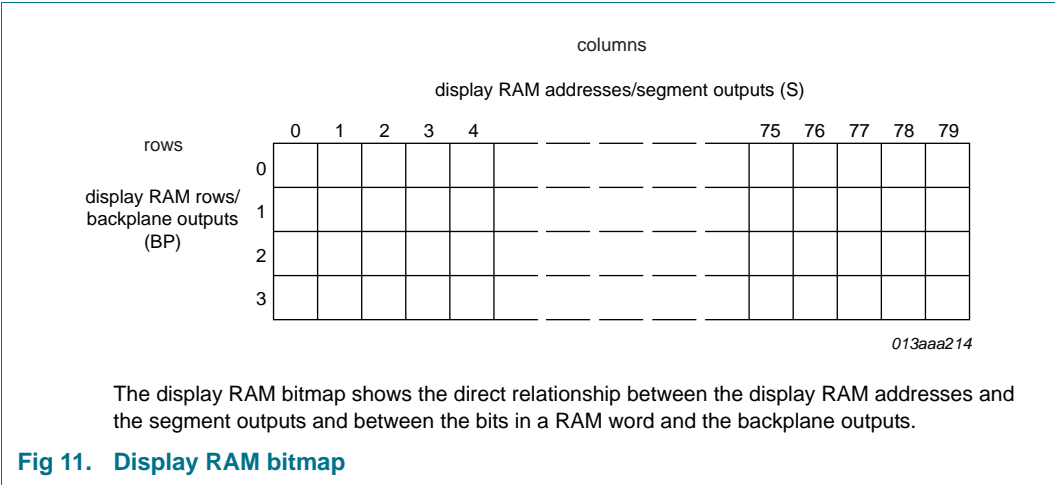 columns
display RAM addresses/segment outputs (S)
0 1 2 3 4 75 76 77 78 79
rows
display RAM rows/
backplane outputs
(BP)
0
1
2
3
013aaa214
The display RAM bitmap shows the direct relationship between the display RAM addresses and
the segment outputs and between the bits in a RAM word and the backplane outputs.
Fig 11. Display RAM bitmap